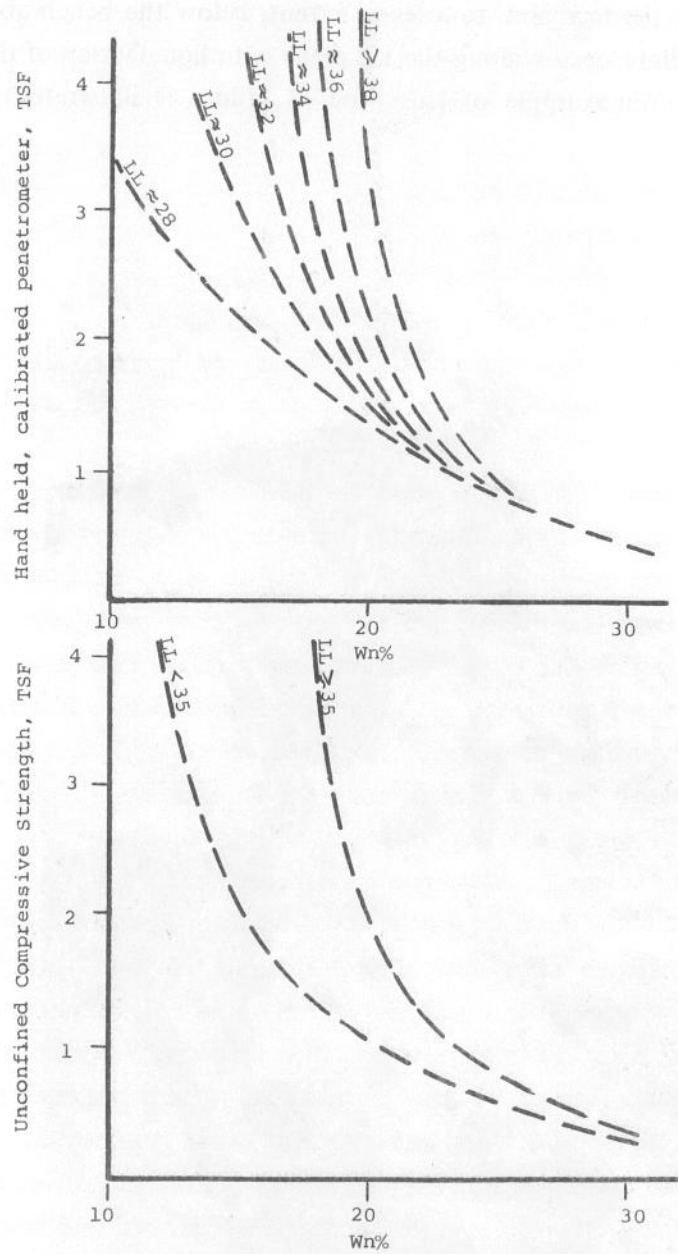 Hand held, calibrated penetrometer, TSF
4
3
2
1
LL ≈ 28
LL ≈ 30
LL ≈ 32
LL ≈ 34
LL ≈ 36
LL > 38
10
20
30
Wn%
Unconfined Compressive Strength, TSF
4
3
2
1
LL < 35
LL > 35
10
20
30
Wn%